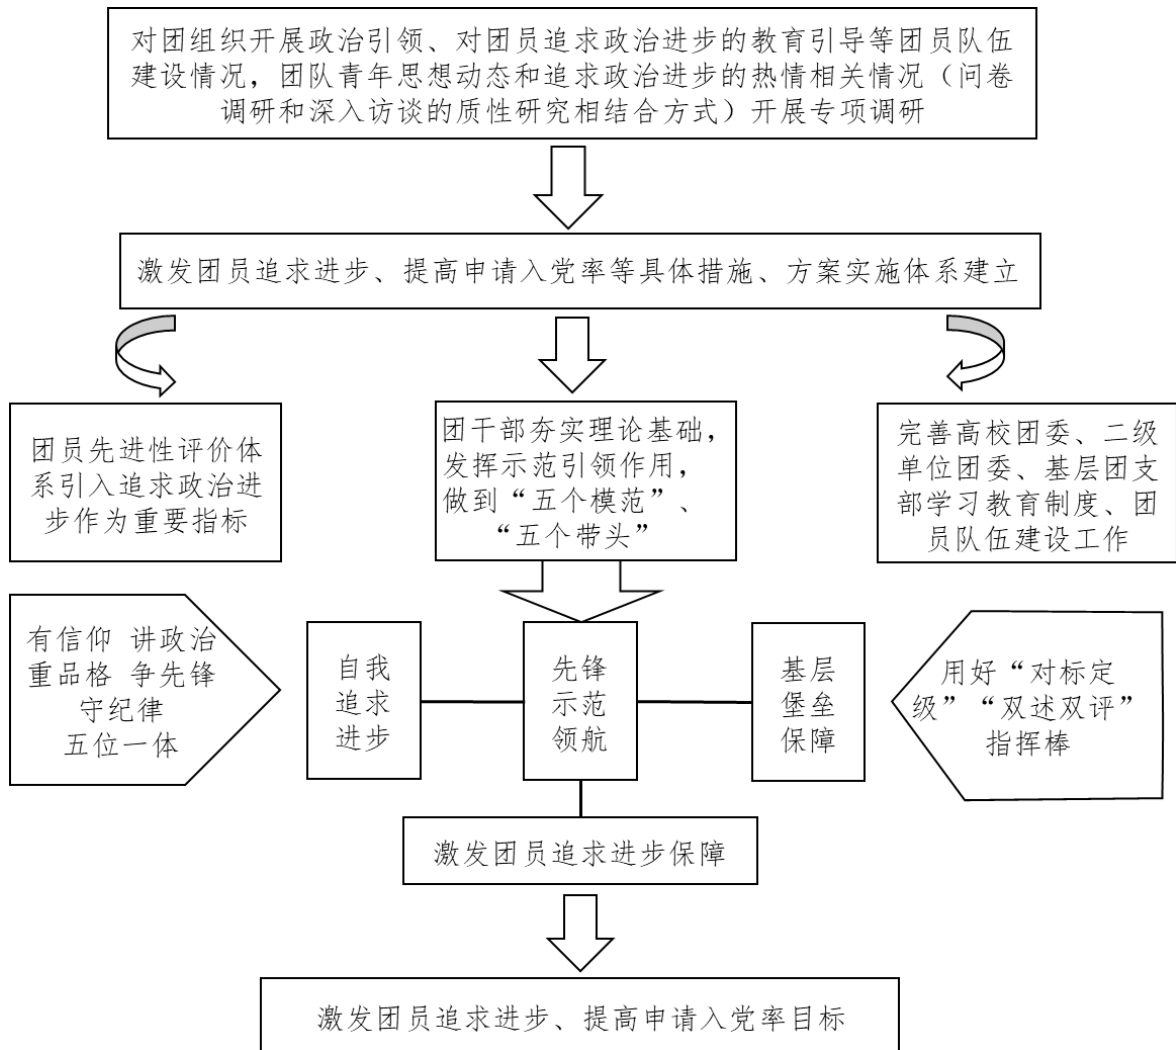 对团组织开展政治引领、对团员追求政治进步的教育引导等团员队伍
建设情况，团队青年思想动态和追求政治进步的热情相关情况（问卷
调研和深入访谈的质性研究相结合方式）开展专项调研
激发团员追求进步、提高申请入党率等具体措施、方案实施体系建立
团员先进性评价体
系引入追求政治进
步作为重要指标
团干部夯实理论基础，
发挥示范引领作用，
做到“五个模范”、
“五个带头”
完善高校团委、二级
单位团委、基层团支
部学习教育制度、团
员队伍建设工作
有信仰 讲政治
重品格 争先锋
守纪律
五位一体
自我
追求
进步
先锋
示范
领航
基层
堡垒
保障
用好“对标定
级”“双述双评”
指挥棒
激发团员追求进步保障
激发团员追求进步、提高申请入党率目标